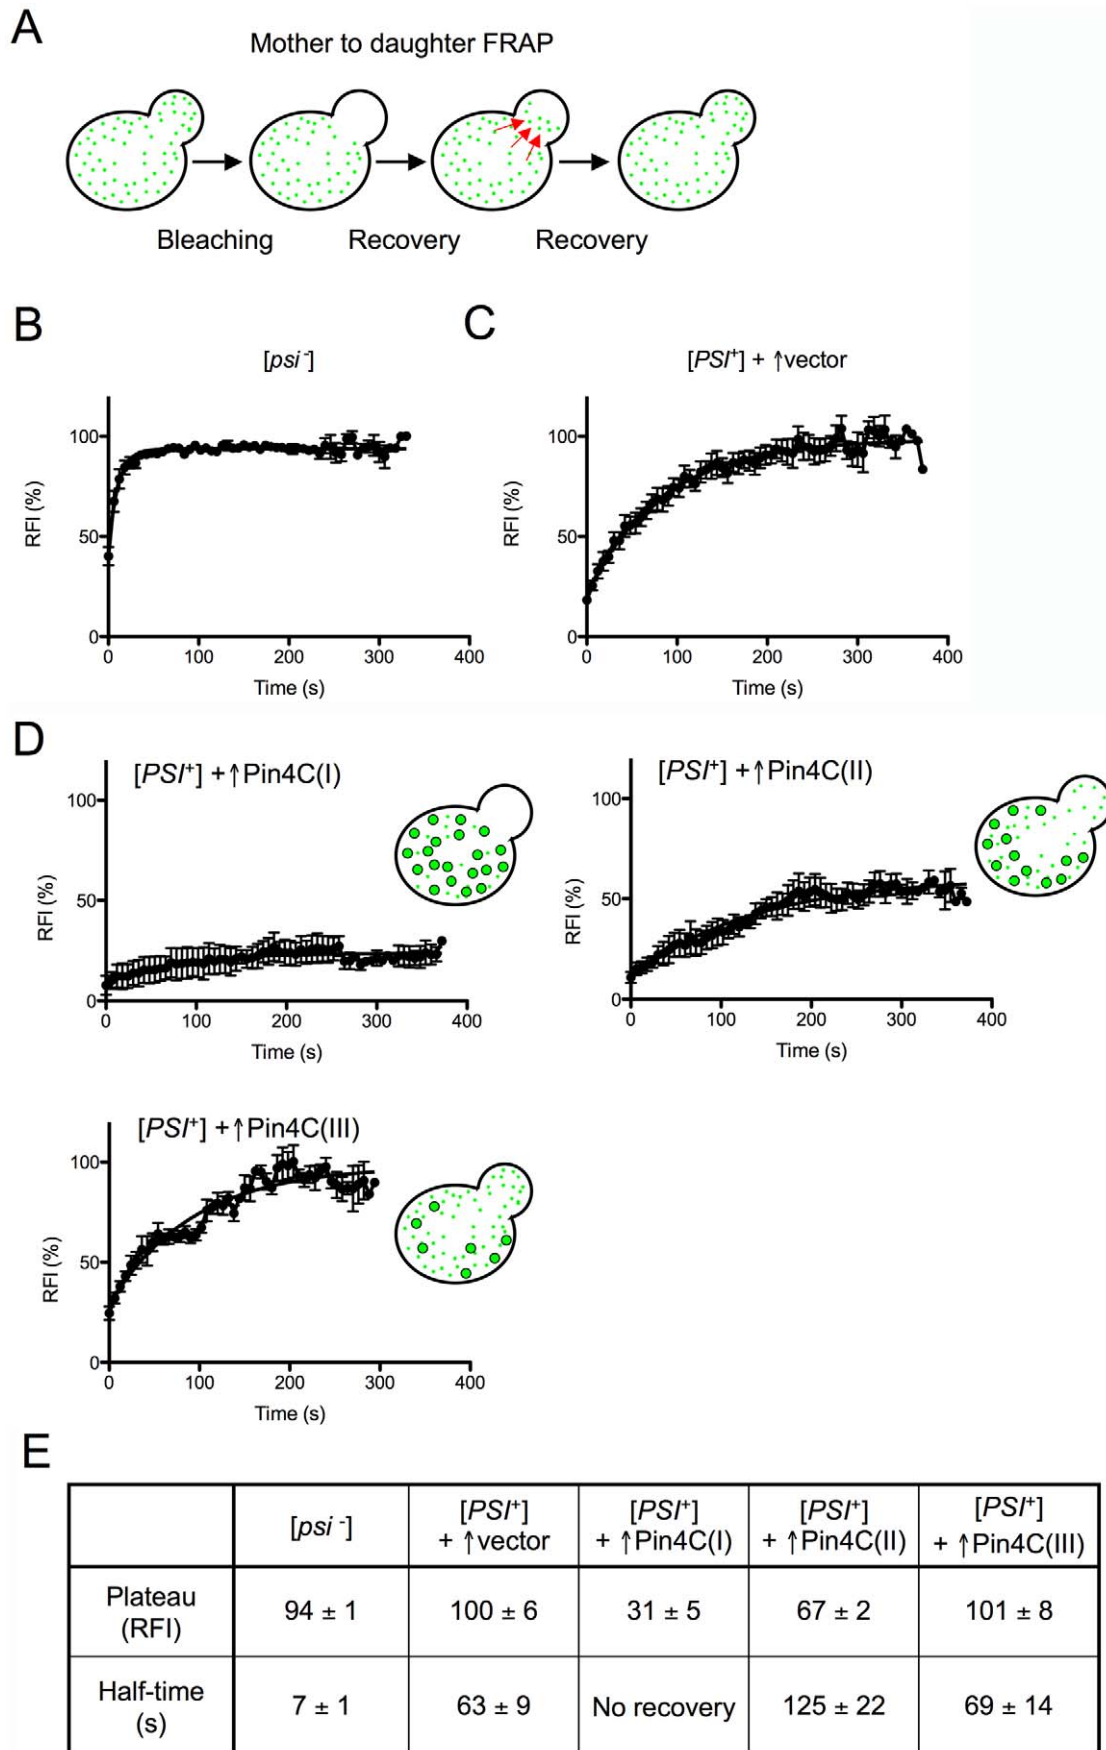 A
Mother to daughter FRAP
Bleaching
Recovery
Recovery
B
[psi -]
100
50
0
RFI (%)
0 100 200 300 400
Time (s)
C
[PSI+] + ↑vector
100
50
0
RFI (%)
0 100 200 300 400
Time (s)
D
[PSI+] +↑Pin4C(I)
100
50
0
RFI (%)
0 100 200 300 400
Time (s)
[PSI+] +↑Pin4C(II)
100
50
0
RFI (%)
0 100 200 300 400
Time (s)
[PSI+] +↑Pin4C(III)
100
50
0
RFI (%)
0 100 200 300 400
Time (s)
E
[psi -]
[PSI+]
+ ↑vector
[PSI+]
+ ↑Pin4C(I)
[PSI+]
+ ↑Pin4C(II)
[PSI+]
+ ↑Pin4C(III)
Plateau
(RFI)
94 ± 1
100 ± 6
31 ± 5
67 ± 2
101 ± 8
Half-time
(s)
7 ± 1
63 ± 9
No recovery
125 ± 22
69 ± 14